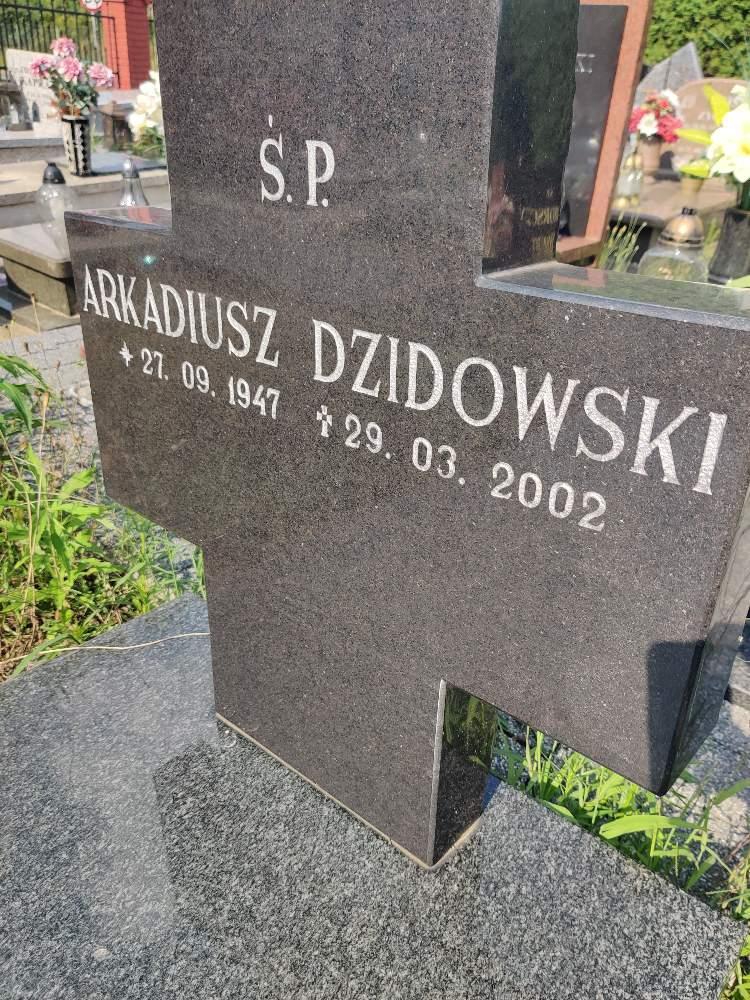 Ś.P.
ARKADIUSZ DZIDOWSKI
* 27. 09. 1947 ✝ 29. 03. 2002